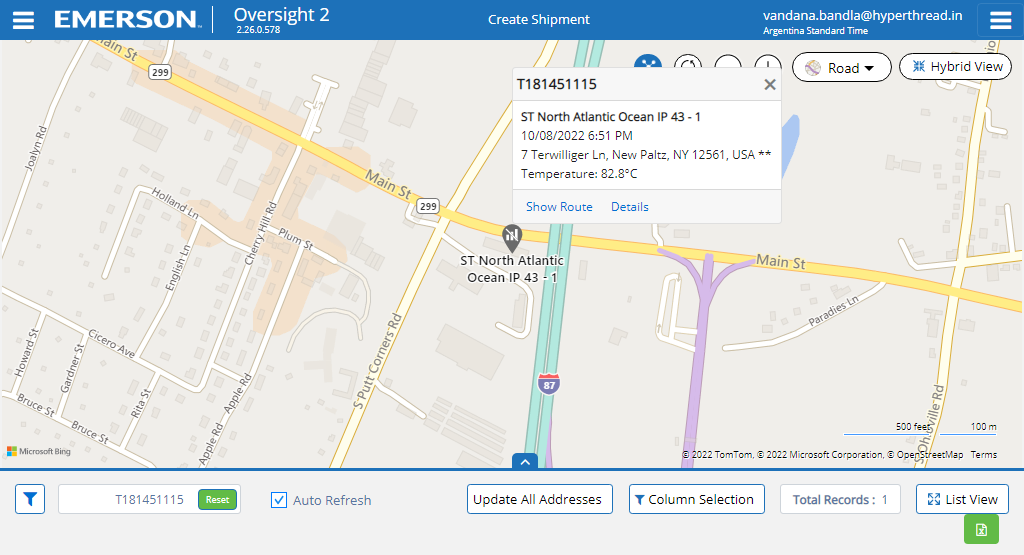 EMERSON
Oversight 2
2.26.0.578
Create Shipment
vandana.bandla@hyperthread.in
Argentina Standard Time
Main St
299
Road
Hybrid View
T181451115
ST North Atlantic Ocean IP 43 - 1
10/08/2022 6:51 PM
7 Terwilliger Ln, New Paltz, NY 12561, USA **
Temperature: 82.8°C
Show Route
Details
Joalyn Rd
Main St
299
Holland Ln
Cherry Hill Rd
Plum St
English Ln
ST North Atlantic
Ocean IP 43 - 1
Main St
Paradies Ln
Cicero Ave
Howard St
Gardner St
Rita St
Apple Rd
S Putt Corners Rd
87
Bruce St
Bruce St
Apple Rd
500 feet
100 m
Microsoft Bing
© 2022 TomTom, © 2022 Microsoft Corporation, © OpenStreetMap Terms
T181451115
Reset
Auto Refresh
Update All Addresses
Column Selection
Total Records : 1
List View